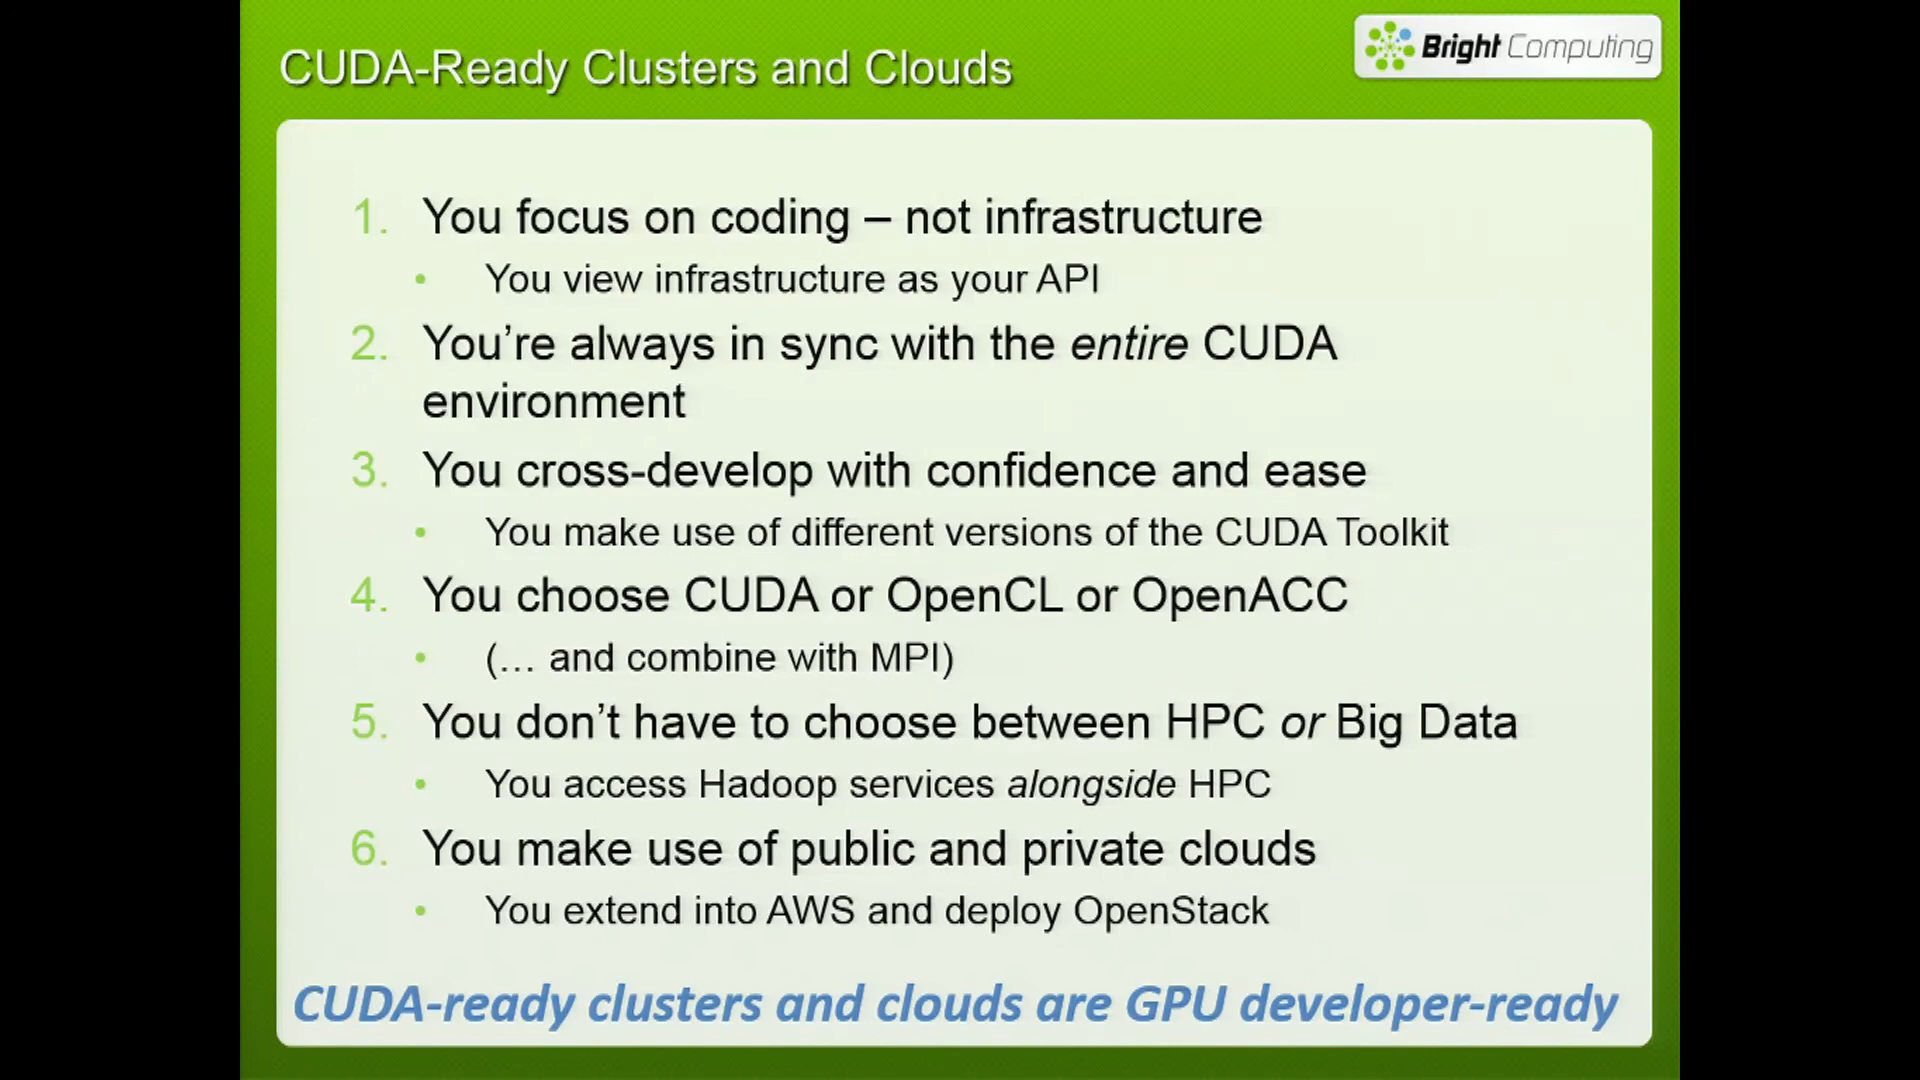 CUDA-Ready Clusters and Clouds
Bright Computing
1. You focus on coding – not infrastructure
• You view infrastructure as your API
2. You’re always in sync with the entire CUDA
environment
3. You cross-develop with confidence and ease
• You make use of different versions of the CUDA Toolkit
4. You choose CUDA or OpenCL or OpenACC
• (… and combine with MPI)
5. You don’t have to choose between HPC or Big Data
• You access Hadoop services alongside HPC
6. You make use of public and private clouds
• You extend into AWS and deploy OpenStack
CUDA-ready clusters and clouds are GPU developer-ready